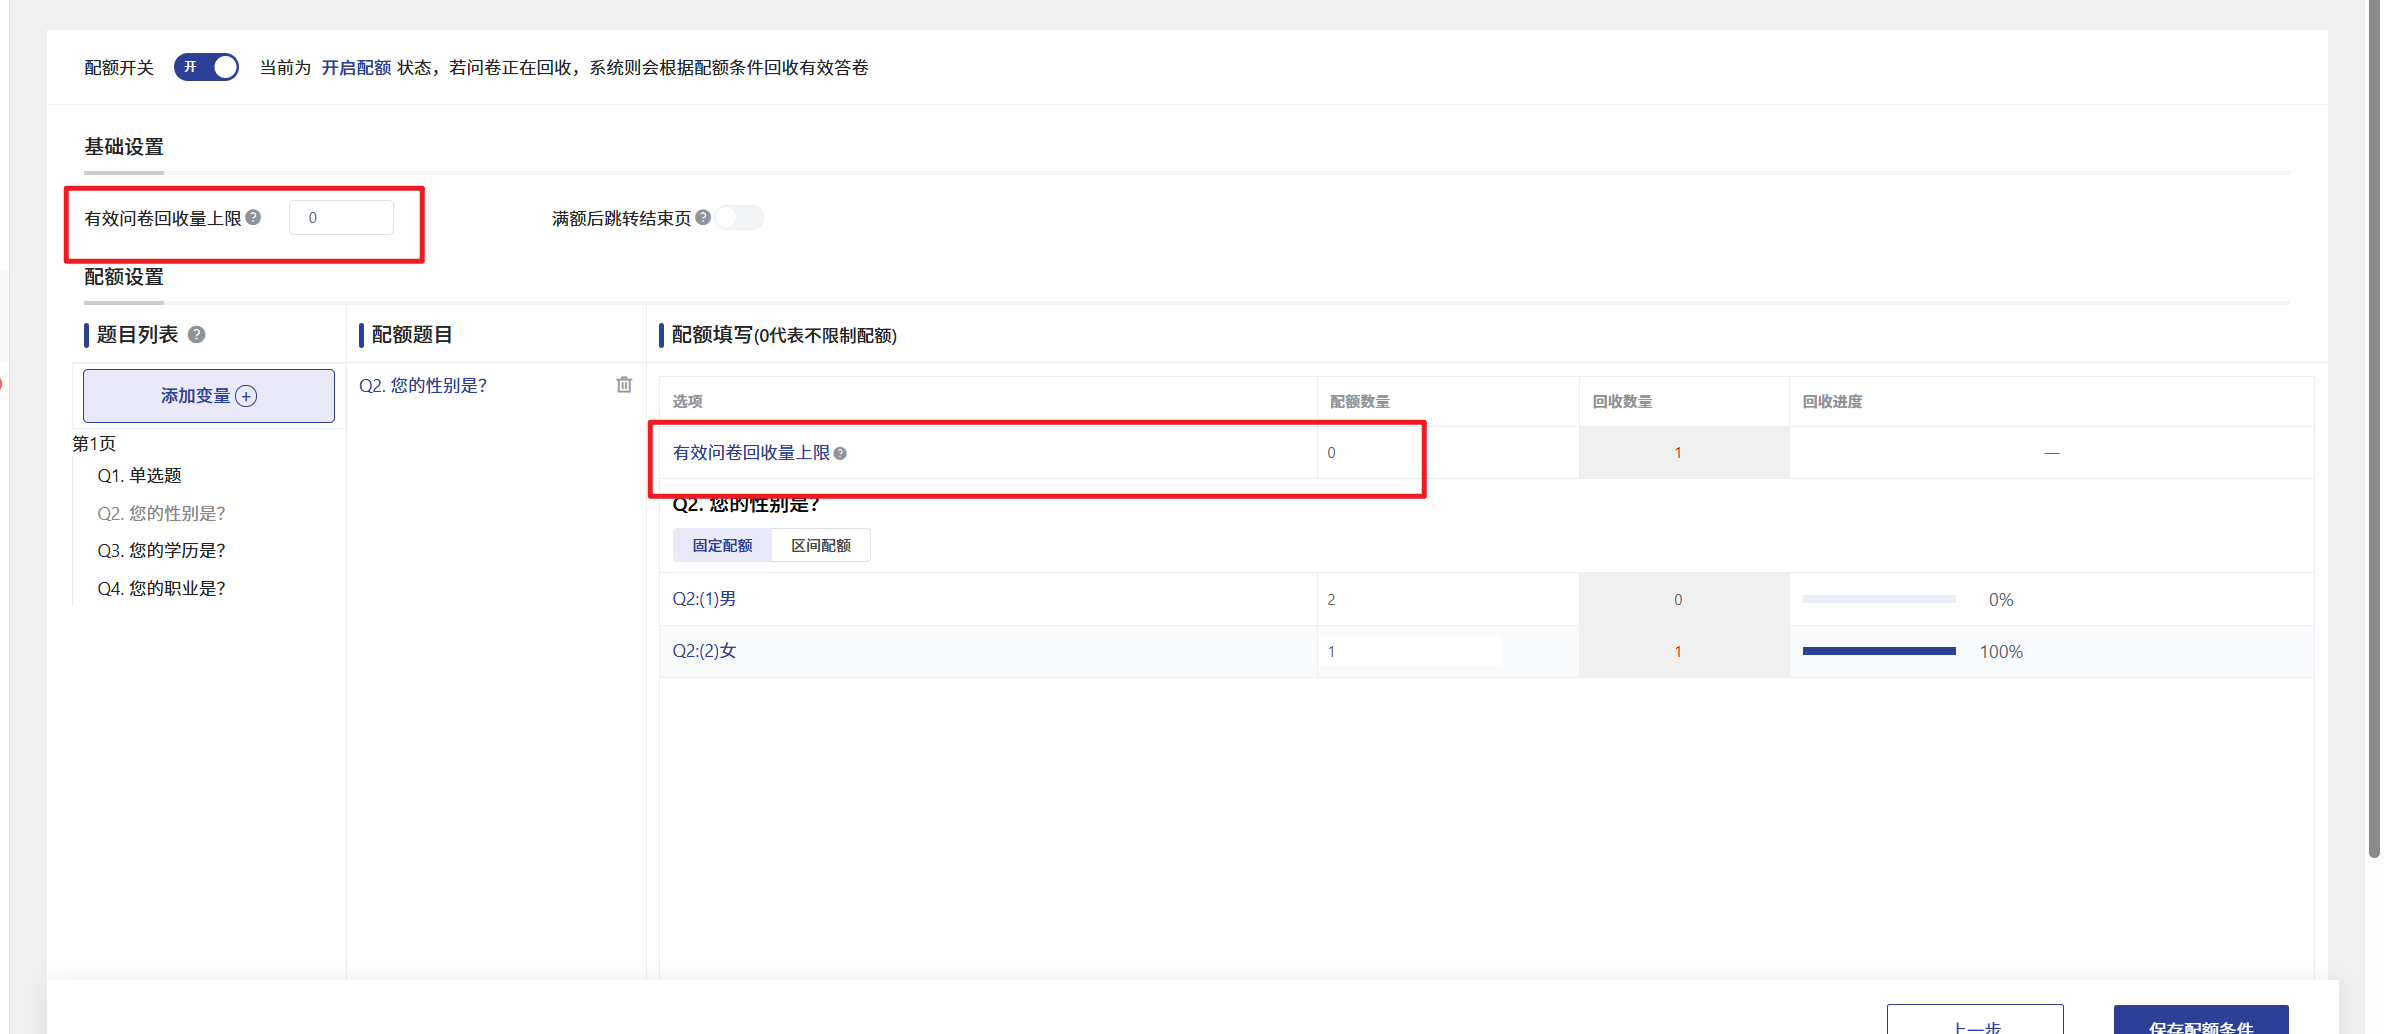 配额开关 开 当前为 开启配额 状态，若问卷正在回收，系统则会根据配额条件回收有效答卷
基础设置
有效问卷回收量上限 ? 0 满额后跳转结束页 ?
配额设置
题目列表 ? 配额题目 配额填写(0代表不限制配额)
添加变量 + Q2. 您的性别是？
选项 配额数量 回收数量 回收进度
第1页
有效问卷回收量上限 ? 0 1 —
Q1. 单选题
Q2. 您的性别是？
Q3. 您的学历是？
Q4. 您的职业是？
Q2. 您的性别是？
固定配额 区间配额
Q2:(1)男 2 0 0%
Q2:(2)女 1 1 100%
上一步 保存配额条件